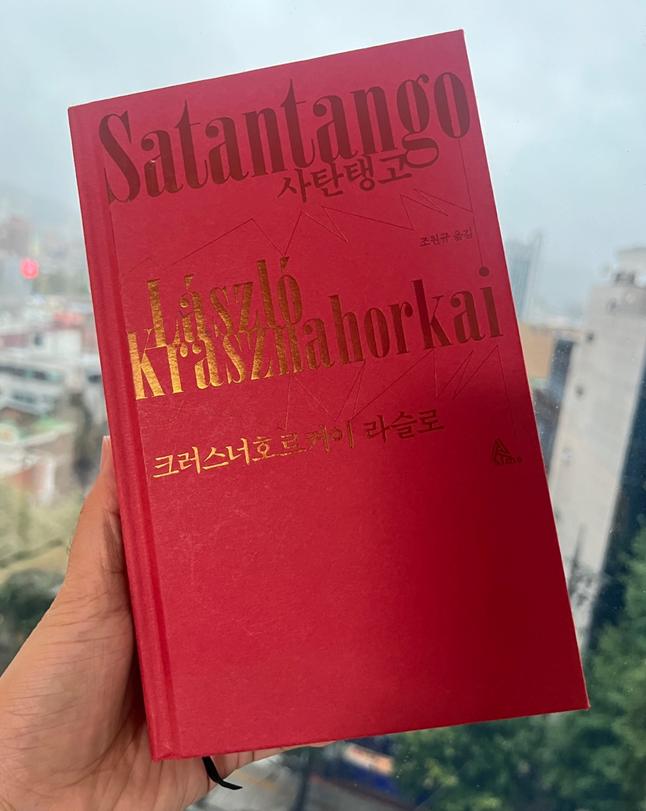 Satantango
사탄탱고
조원규 옮김
László
Krasznahorkai
크러스너호르케이 라슬로